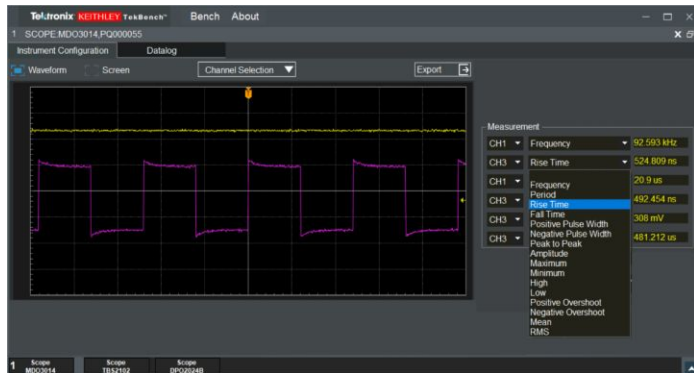 Tektronix KEITHLEY TekBench™ Bench About
1 SCOPE:MDO3014,PQ000055
Instrument Configuration Datalog
Waveform Screen Channel Selection Export
Measurement
CH1 Frequency 92.593 kHz
CH3 Rise Time 524.809 ns
CH1 20.9 us
CH3 492.454 ns
CH3 308 mV
CH3 481.212 us
Frequency
Period
Rise Time
Fall Time
Positive Pulse Width
Negative Pulse Width
Peak to Peak
Amplitude
Maximum
Minimum
High
Low
Positive Overshoot
Negative Overshoot
Mean
RMS
1 Scope Scope Scope
MDO3014 TBS2102 DPO2024B